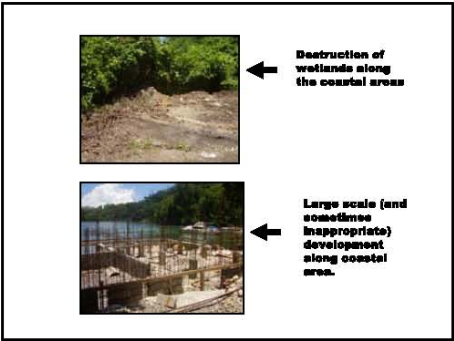 Destruction of
wetlands along
the coastal areas
Large scale (and
sometimes
inappropriate)
development
along coastal
area.